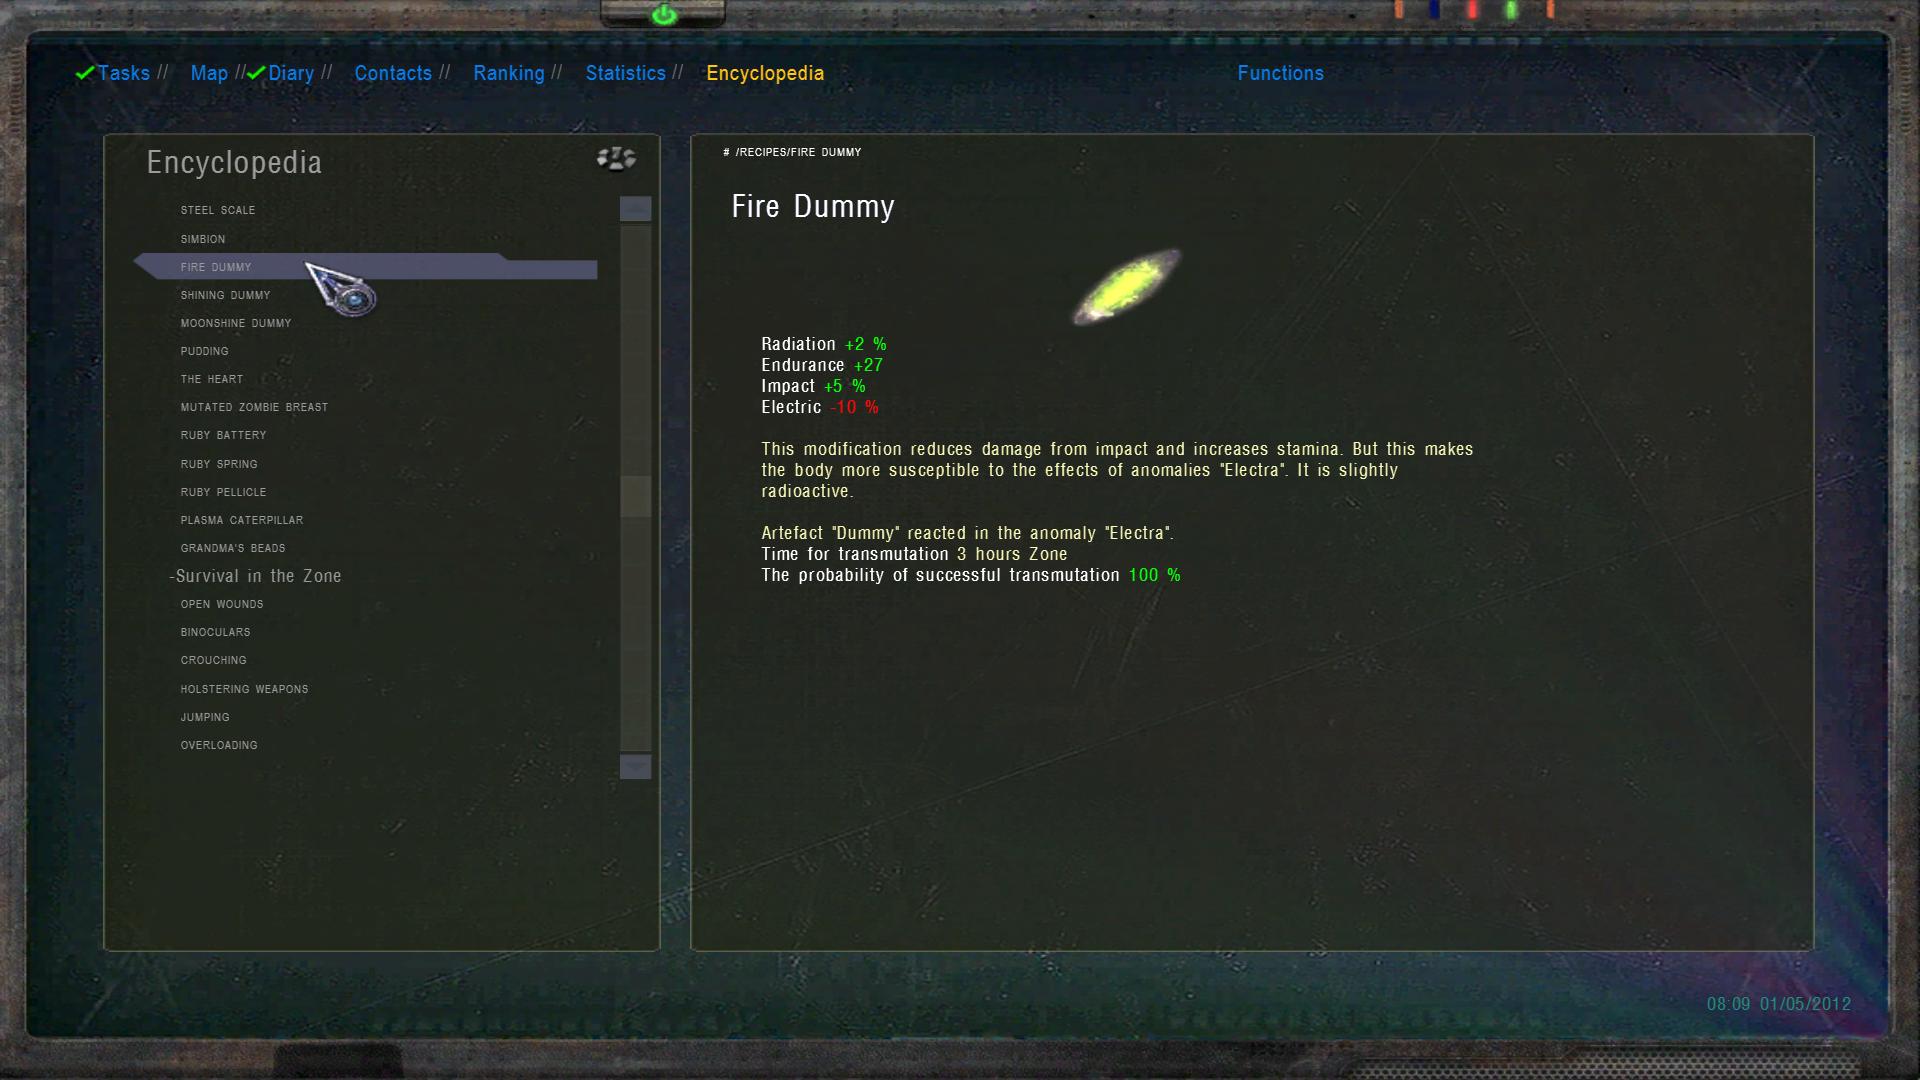 Tasks // Map // Diary // Contacts // Ranking // Statistics // Encyclopedia Functions
Encyclopedia
STEEL SCALE
SIMBION
FIRE DUMMY
SHINING DUMMY
MOONSHINE DUMMY
PUDDING
THE HEART
MUTATED ZOMBIE BREAST
RUBY BATTERY
RUBY SPRING
RUBY PELLICLE
PLASMA CATERPILLAR
GRANDMA'S BEADS
-Survival in the Zone
OPEN WOUNDS
BINOCULARS
CROUCHING
HOLSTERING WEAPONS
JUMPING
OVERLOADING
# /RECIPES/FIRE DUMMY
Fire Dummy
Radiation +2 %
Endurance +27
Impact +5 %
Electric -10 %
This modification reduces damage from impact and increases stamina. But this makes
the body more susceptible to the effects of anomalies "Electra". It is slightly
radioactive.
Artefact "Dummy" reacted in the anomaly "Electra".
Time for transmutation 3 hours Zone
The probability of successful transmutation 100 %
08:09 01/05/2012